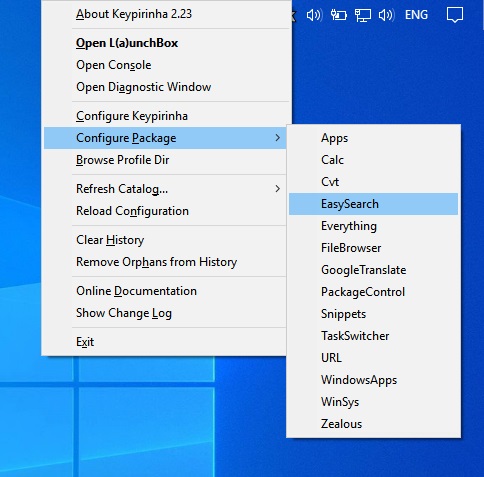 About Keypirinha 2.23
ENG
Open L(a)unchBox
Open Console
Open Diagnostic Window
Configure Keypirinha
Configure Package
Browse Profile Dir
Refresh Catalog...
Reload Configuration
Clear History
Remove Orphans from History
Online Documentation
Show Change Log
Exit
Apps
Calc
Cvt
EasySearch
Everything
FileBrowser
GoogleTranslate
PackageControl
Snippets
TaskSwitcher
URL
WindowsApps
WinSys
Zealous